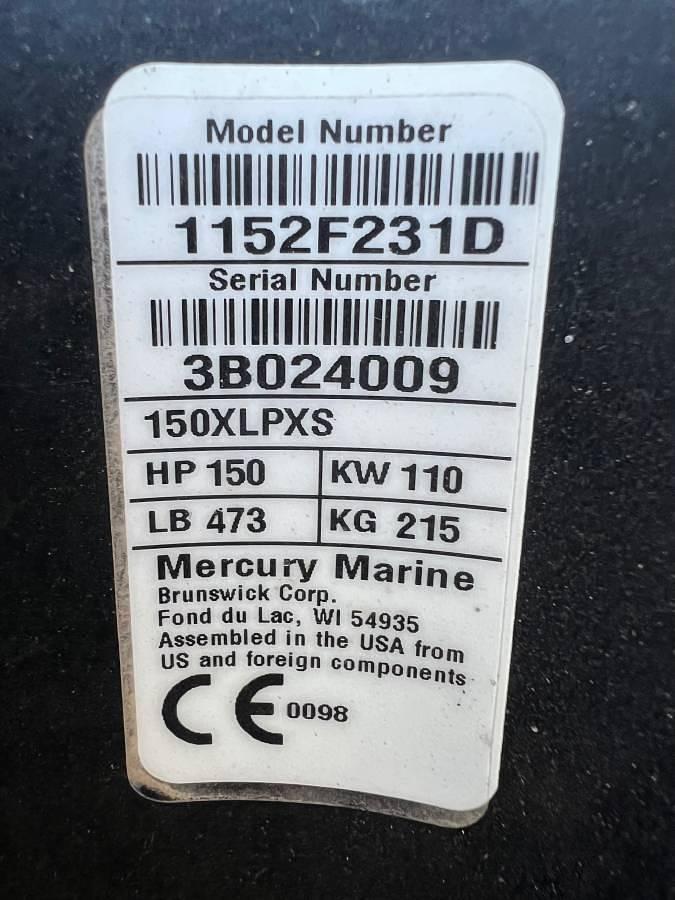 Model Number
1152F231D
Serial Number
3B024009
150XLPXS
HP 150 KW 110
LB 473 KG 215
Mercury Marine
Brunswick Corp.
Fond du Lac, WI 54935
Assembled in the USA from
US and foreign components
CE 0098